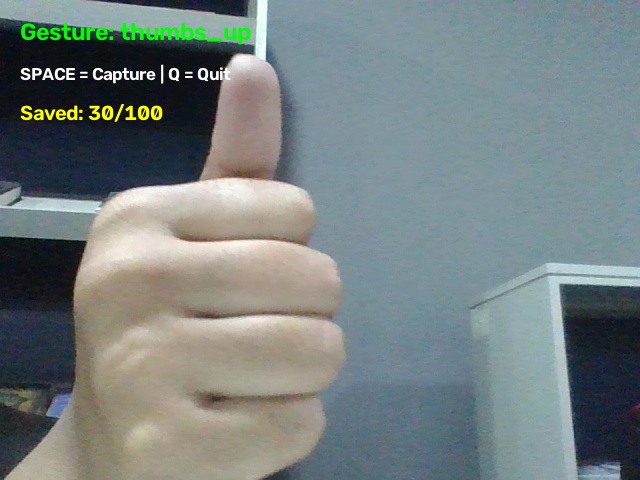 Gesture: thumbs_up
SPACE = Capture | Q = Quit
Saved: 30/100